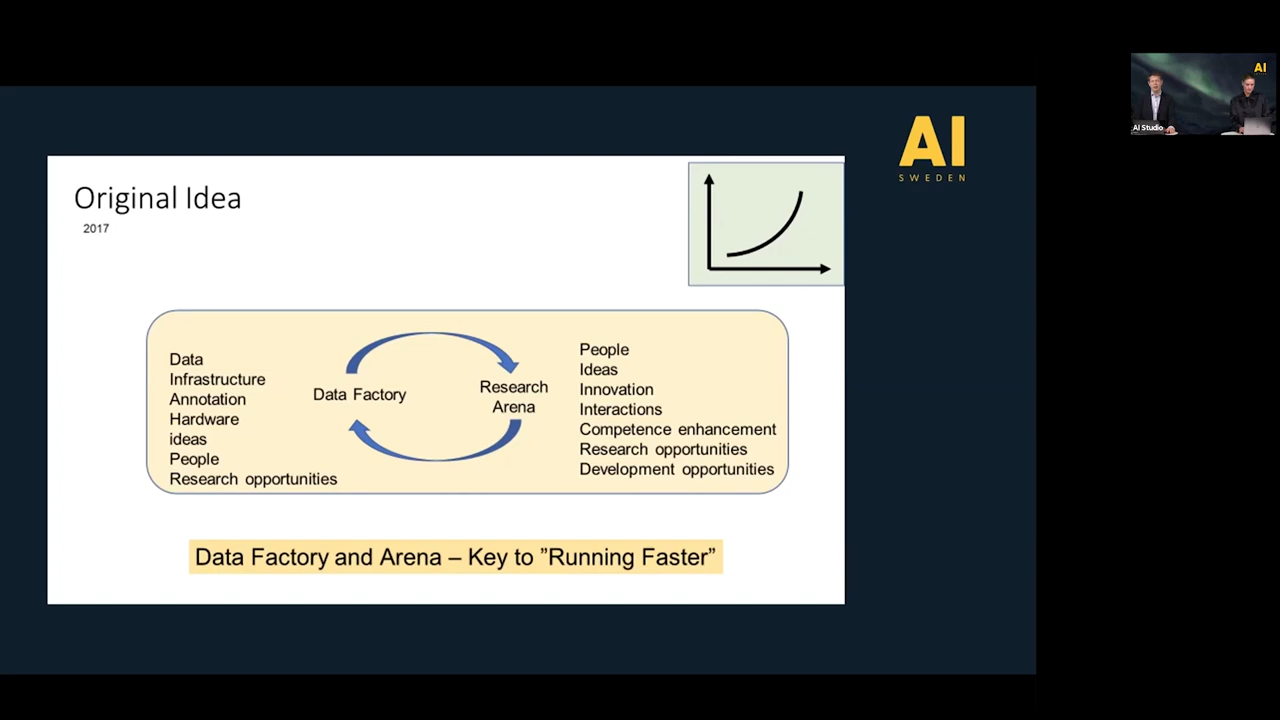 Original Idea
2017
Data
Infrastructure
Annotation
Hardware
ideas
People
Research opportunities
Data Factory
Research
Arena
People
Ideas
Innovation
Interactions
Competence enhancement
Research opportunities
Development opportunities
Data Factory and Arena – Key to ”Running Faster”
AI
SWEDEN
AI
AI Studio